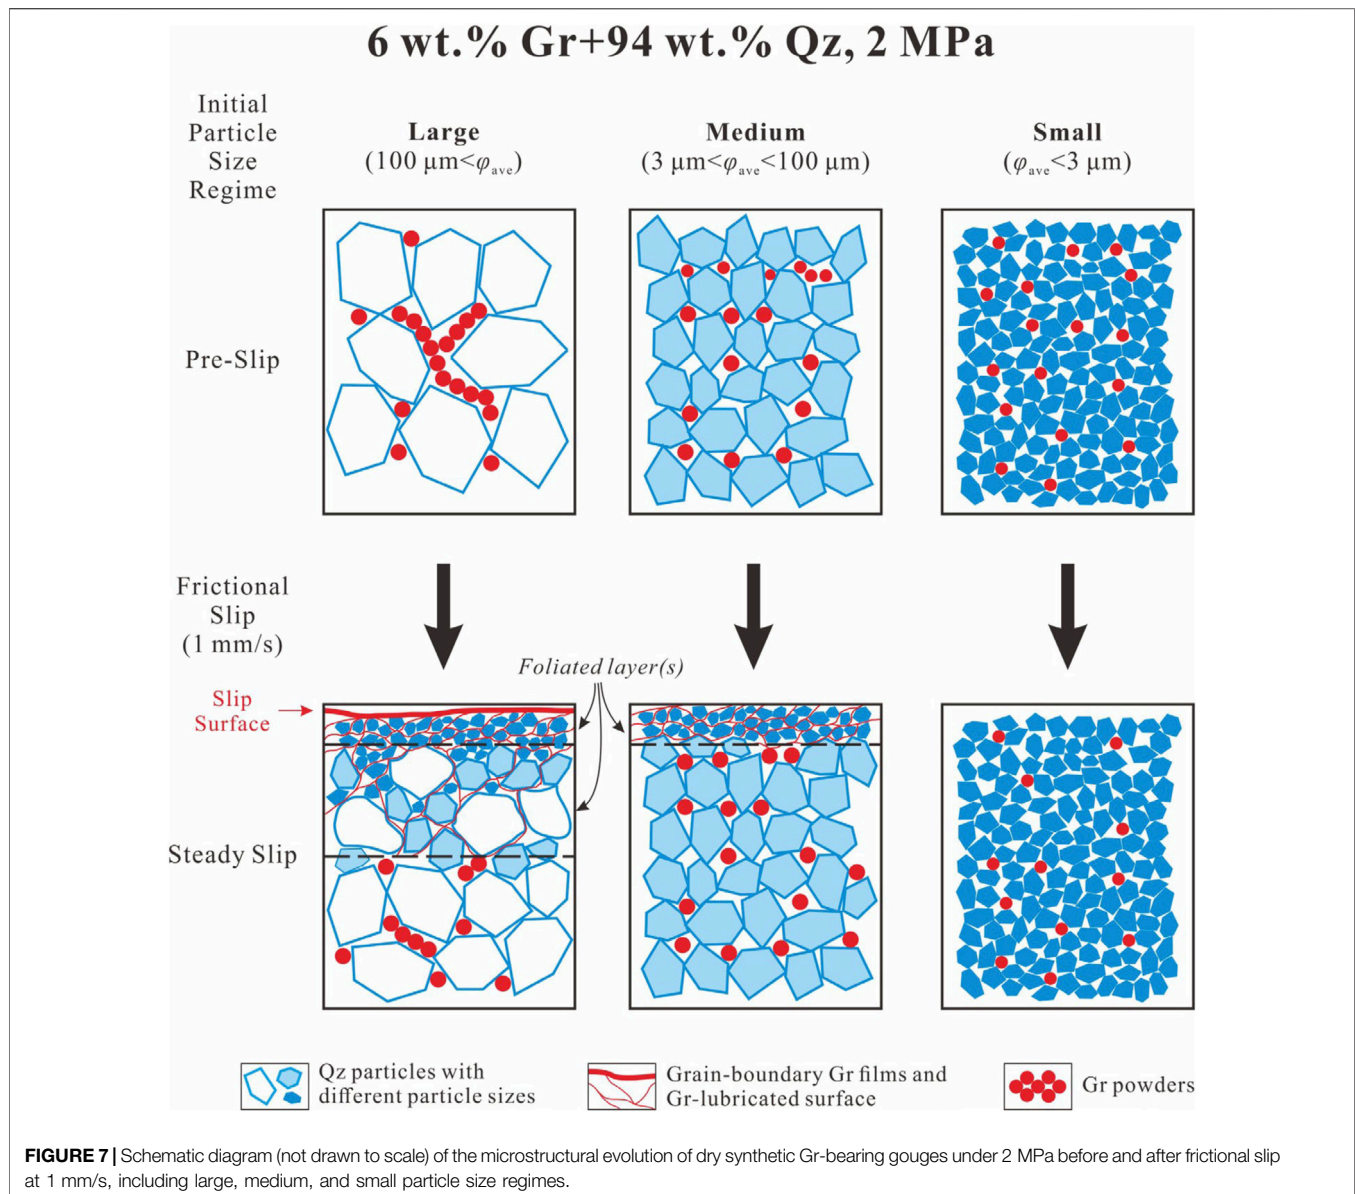 6 wt.% Gr+94 wt.% Qz, 2 MPa
Initial
Particle
Size
Regime
Large
(100 μm<φave)
Medium
(3 μm<φave<100 μm)
Small
(φave<3 μm)
Pre-Slip
Frictional
Slip
(1 mm/s)
Foliated layer(s)
Slip
Surface
Steady Slip
Qz particles with
different particle sizes
Grain-boundary Gr films and
Gr-lubricated surface
Gr powders
FIGURE 7 | Schematic diagram (not drawn to scale) of the microstructural evolution of dry synthetic Gr-bearing gouges under 2 MPa before and after frictional slip
at 1 mm/s, including large, medium, and small particle size regimes.